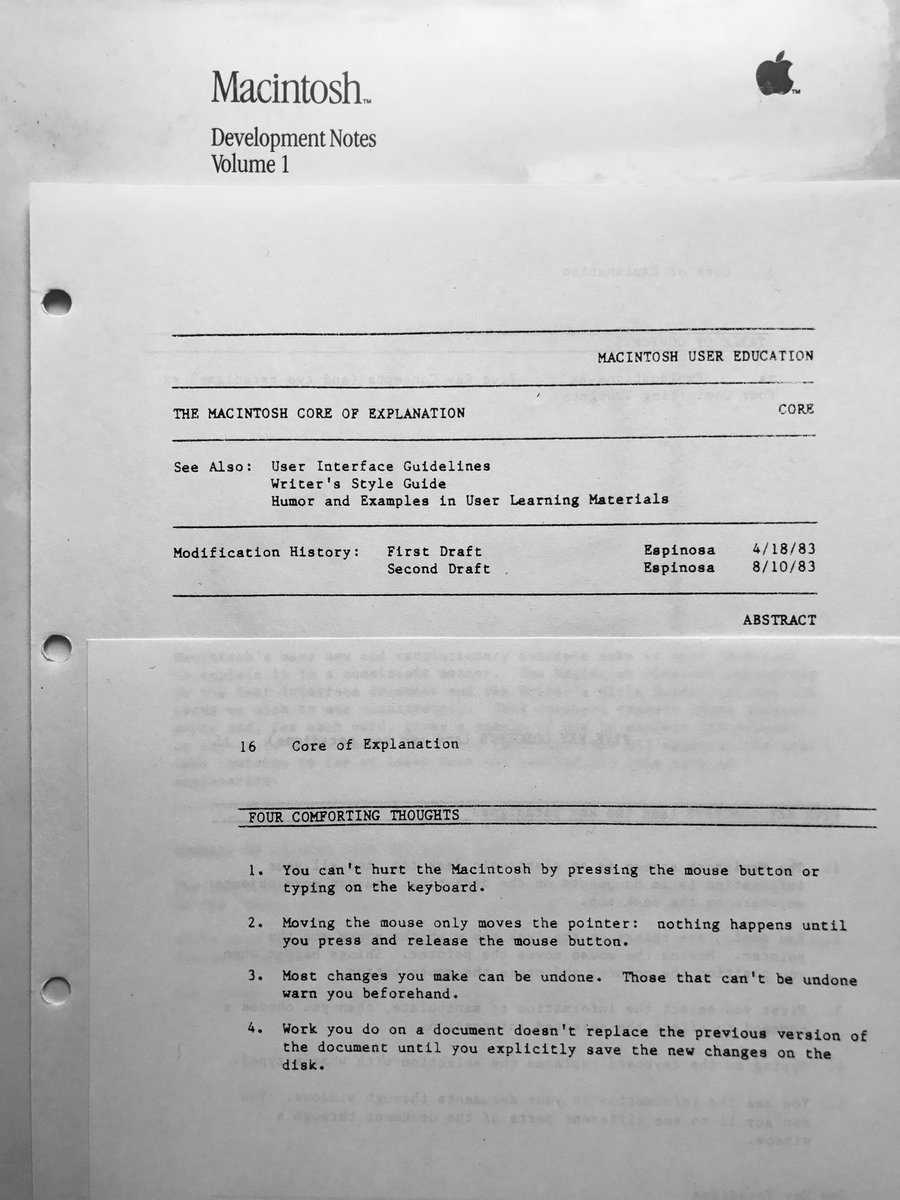 Macintosh™
Development Notes
Volume 1
MACINTOSH USER EDUCATION
THE MACINTOSH CORE OF EXPLANATION CORE
See Also: User Interface Guidelines
Writer's Style Guide
Humor and Examples in User Learning Materials
Modification History: First Draft Espinosa 4/18/83
Second Draft Espinosa 8/10/83
ABSTRACT
16 Core of Explanation
FOUR COMFORTING THOUGHTS
1. You can't hurt the Macintosh by pressing the mouse button or
typing on the keyboard.
2. Moving the mouse only moves the pointer: nothing happens until
you press and release the mouse button.
3. Most changes you make can be undone. Those that can't be undone
warn you beforehand.
4. Work you do on a document doesn't replace the previous version of
the document until you explicitly save the new changes on the
disk.